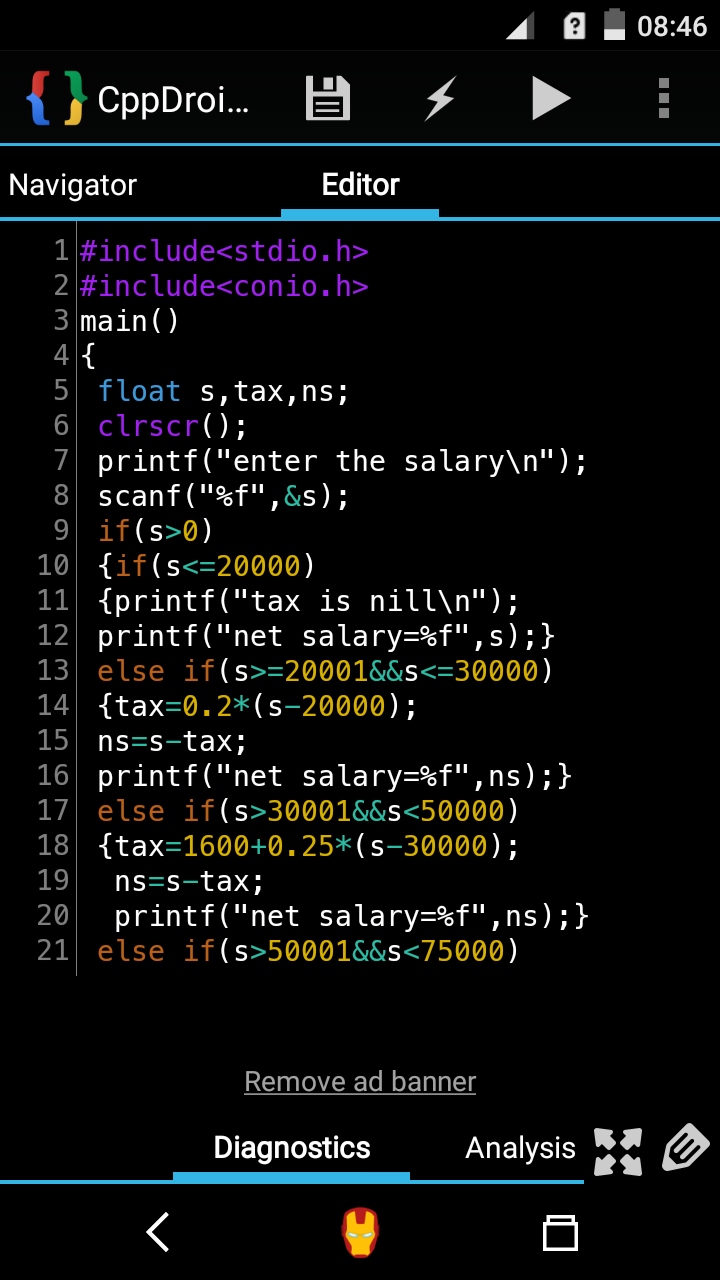 08:46
CppDroi...
Navigator Editor
1 #include<stdio.h>
2 #include<conio.h>
3 main()
4 {
5 float s,tax,ns;
6 clrscr();
7 printf("enter the salary\n");
8 scanf("%f",&s);
9 if(s>0)
10 {if(s<=20000)
11 {printf("tax is nill\n");
12 printf("net salary=%f",s);}
13 else if(s>=20001&&s<=30000)
14 {tax=0.2*(s-20000);
15 ns=s-tax;
16 printf("net salary=%f",ns);}
17 else if(s>30001&&s<50000)
18 {tax=1600+0.25*(s-30000);
19 ns=s-tax;
20 printf("net salary=%f",ns);}
21 else if(s>50001&&s<75000)
Remove ad banner
Diagnostics Analysis